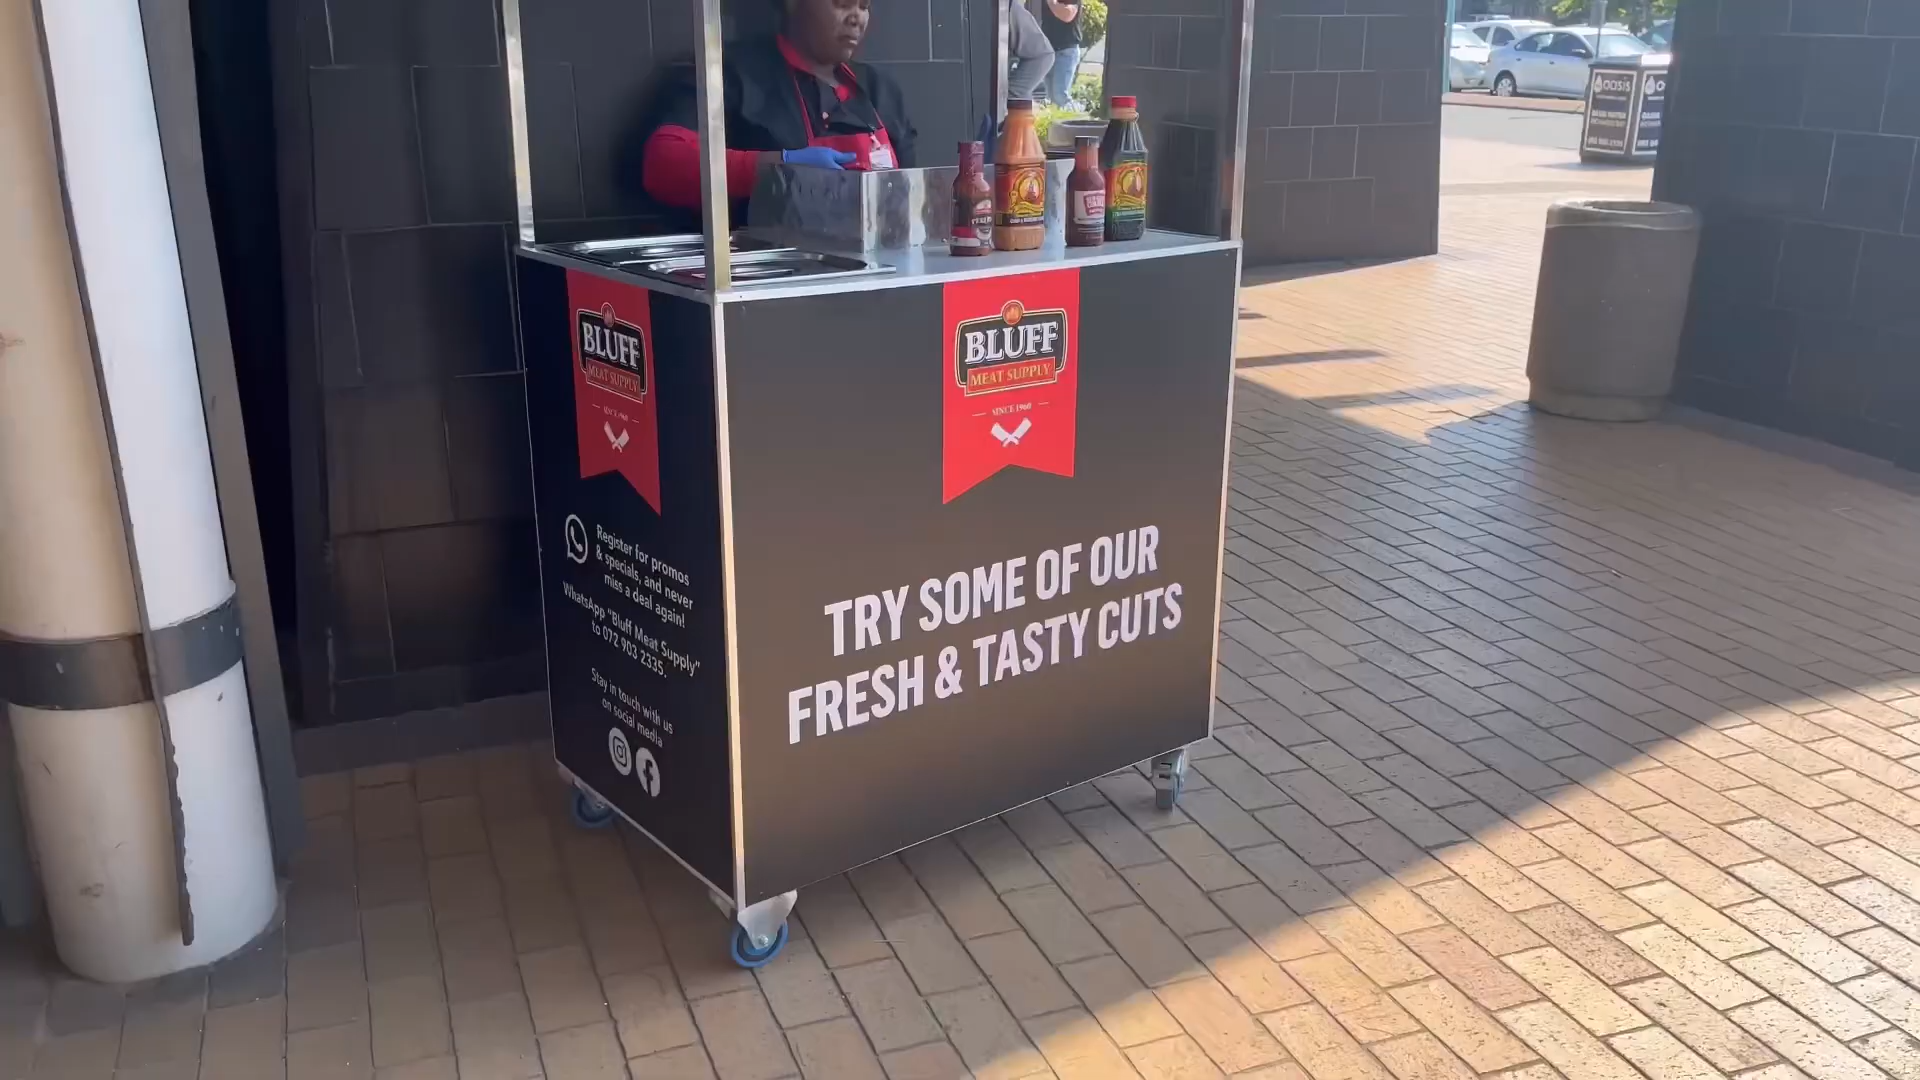 BLUFF
MEAT SUPPLY
SINCE 1960
Register for promos
& specials, and never
miss a deal again!
WhatsApp "Bluff Meat Supply"
to 072 903 2335.
Stay in touch with us
on social media
BLUFF
MEAT SUPPLY
SINCE 1960
TRY SOME OF OUR
FRESH & TASTY CUTS
oasis